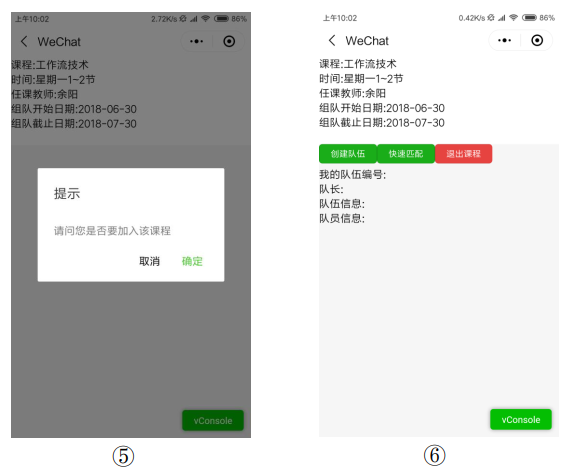 上午10:02 2.72K/s 86%
WeChat
课程:工作流技术
时间:星期一1~2节
任课教师:余阳
组队开始日期:2018-06-30
组队截止日期:2018-07-30
提示
请问您是否要加入该课程
取消 确定
vConsole
⑤
上午10:02 0.42K/s 86%
WeChat
课程:工作流技术
时间:星期一1~2节
任课教师:余阳
组队开始日期:2018-06-30
组队截止日期:2018-07-30
创建队伍 快速匹配 退出课程
我的队伍编号:
队长:
队伍信息:
队员信息:
vConsole
⑥